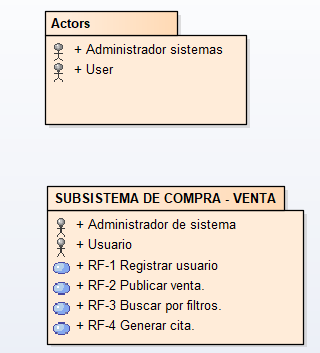 Actors
+ Administrador sistemas
+ User
SUBSISTEMA DE COMPRA - VENTA
+ Administrador de sistema
+ Usuario
+ RF-1 Registrar usuario
+ RF-2 Publicar venta.
+ RF-3 Buscar por filtros.
+ RF-4 Generar cita.